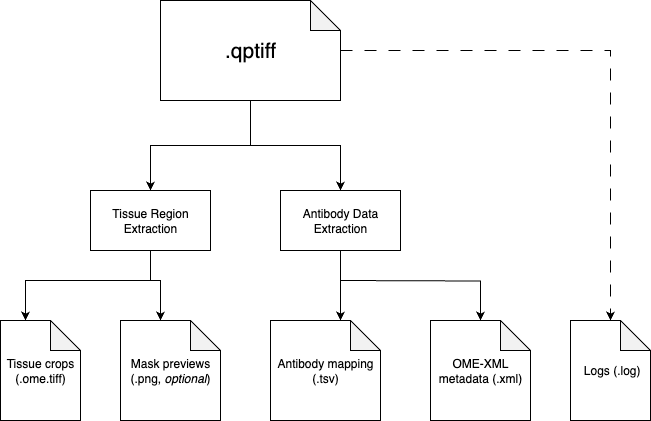 .qptiff
Tissue Region
Extraction
Antibody Data
Extraction
Tissue crops
(.ome.tiff)
Mask previews
(.png, optional)
Antibody mapping
(.tsv)
OME-XML
metadata (.xml)
Logs (.log)